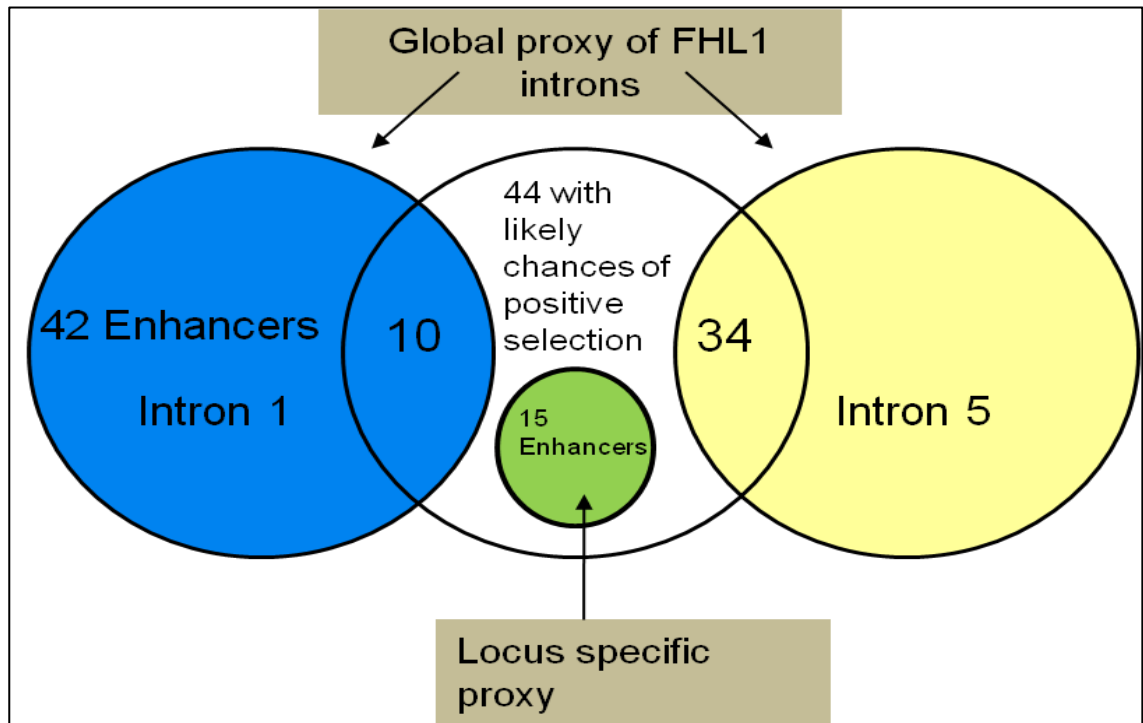 Global proxy of FHL1
introns
44 with
likely
chances of
positive
selection
42 Enhancers
10
34
Intron 1
Intron 5
15
Enhancers
Locus specific
proxy